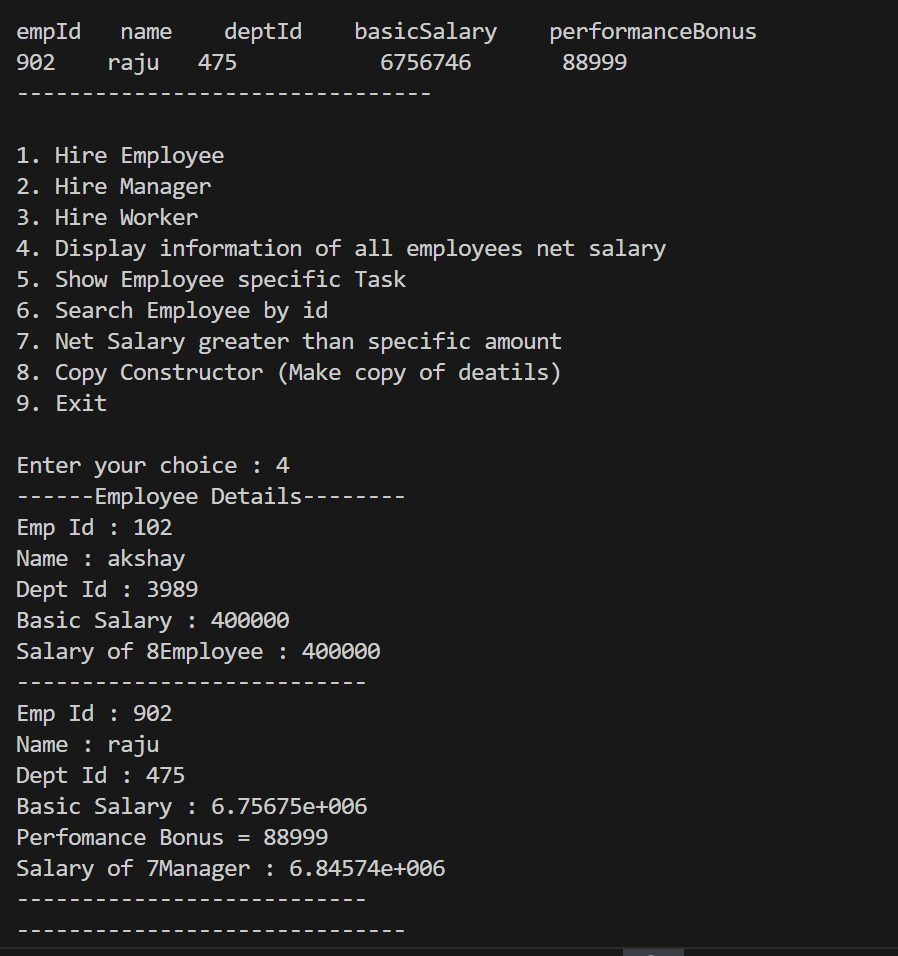 empId   name    deptId    basicSalary    performanceBonus
902    raju   475           6756746       88999
--------------------------------
1. Hire Employee
2. Hire Manager
3. Hire Worker
4. Display information of all employees net salary
5. Show Employee specific Task
6. Search Employee by id
7. Net Salary greater than specific amount
8. Copy Constructor (Make copy of deatils)
9. Exit
Enter your choice : 4
------Employee Details--------
Emp Id : 102
Name : akshay
Dept Id : 3989
Basic Salary : 400000
Salary of 8Employee : 400000
---------------------------
Emp Id : 902
Name : raju
Dept Id : 475
Basic Salary : 6.75675e+006
Perfomance Bonus = 88999
Salary of 7Manager : 6.84574e+006
---------------------------
------------------------------